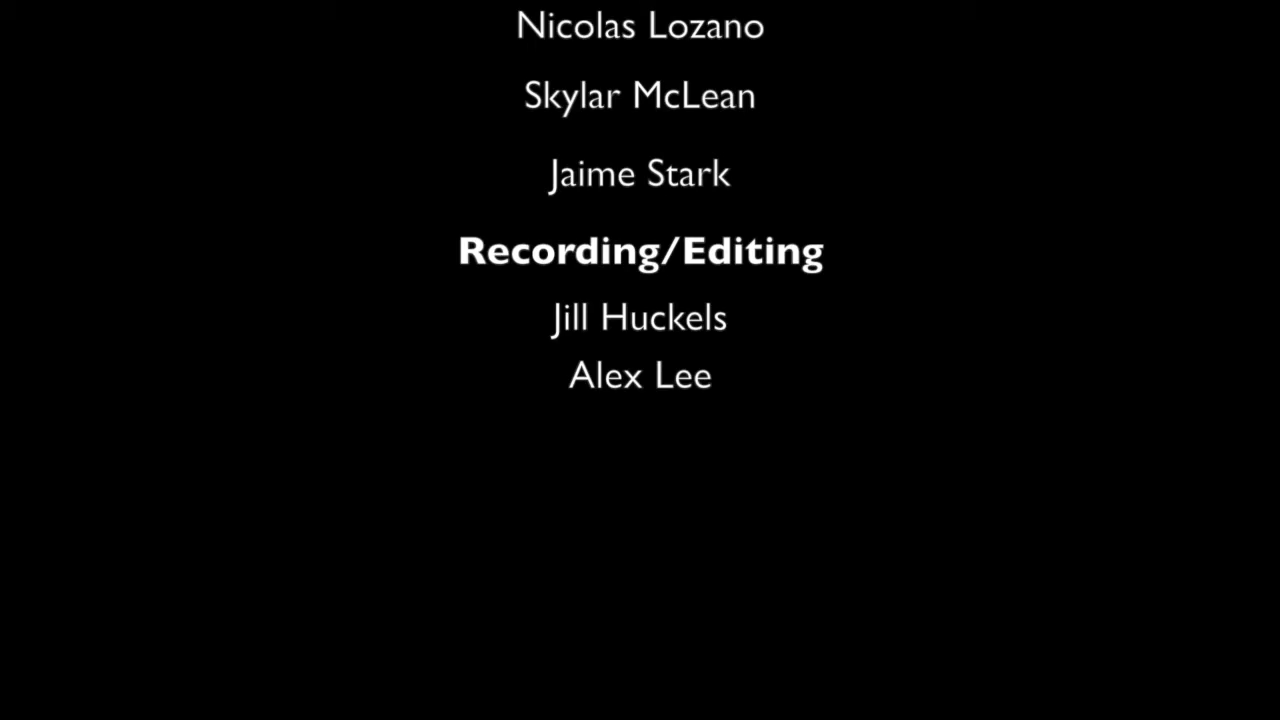 Nicolas Lozano
Skylar McLean
Jaime Stark
Recording/Editing
Jill Huckels
Alex Lee